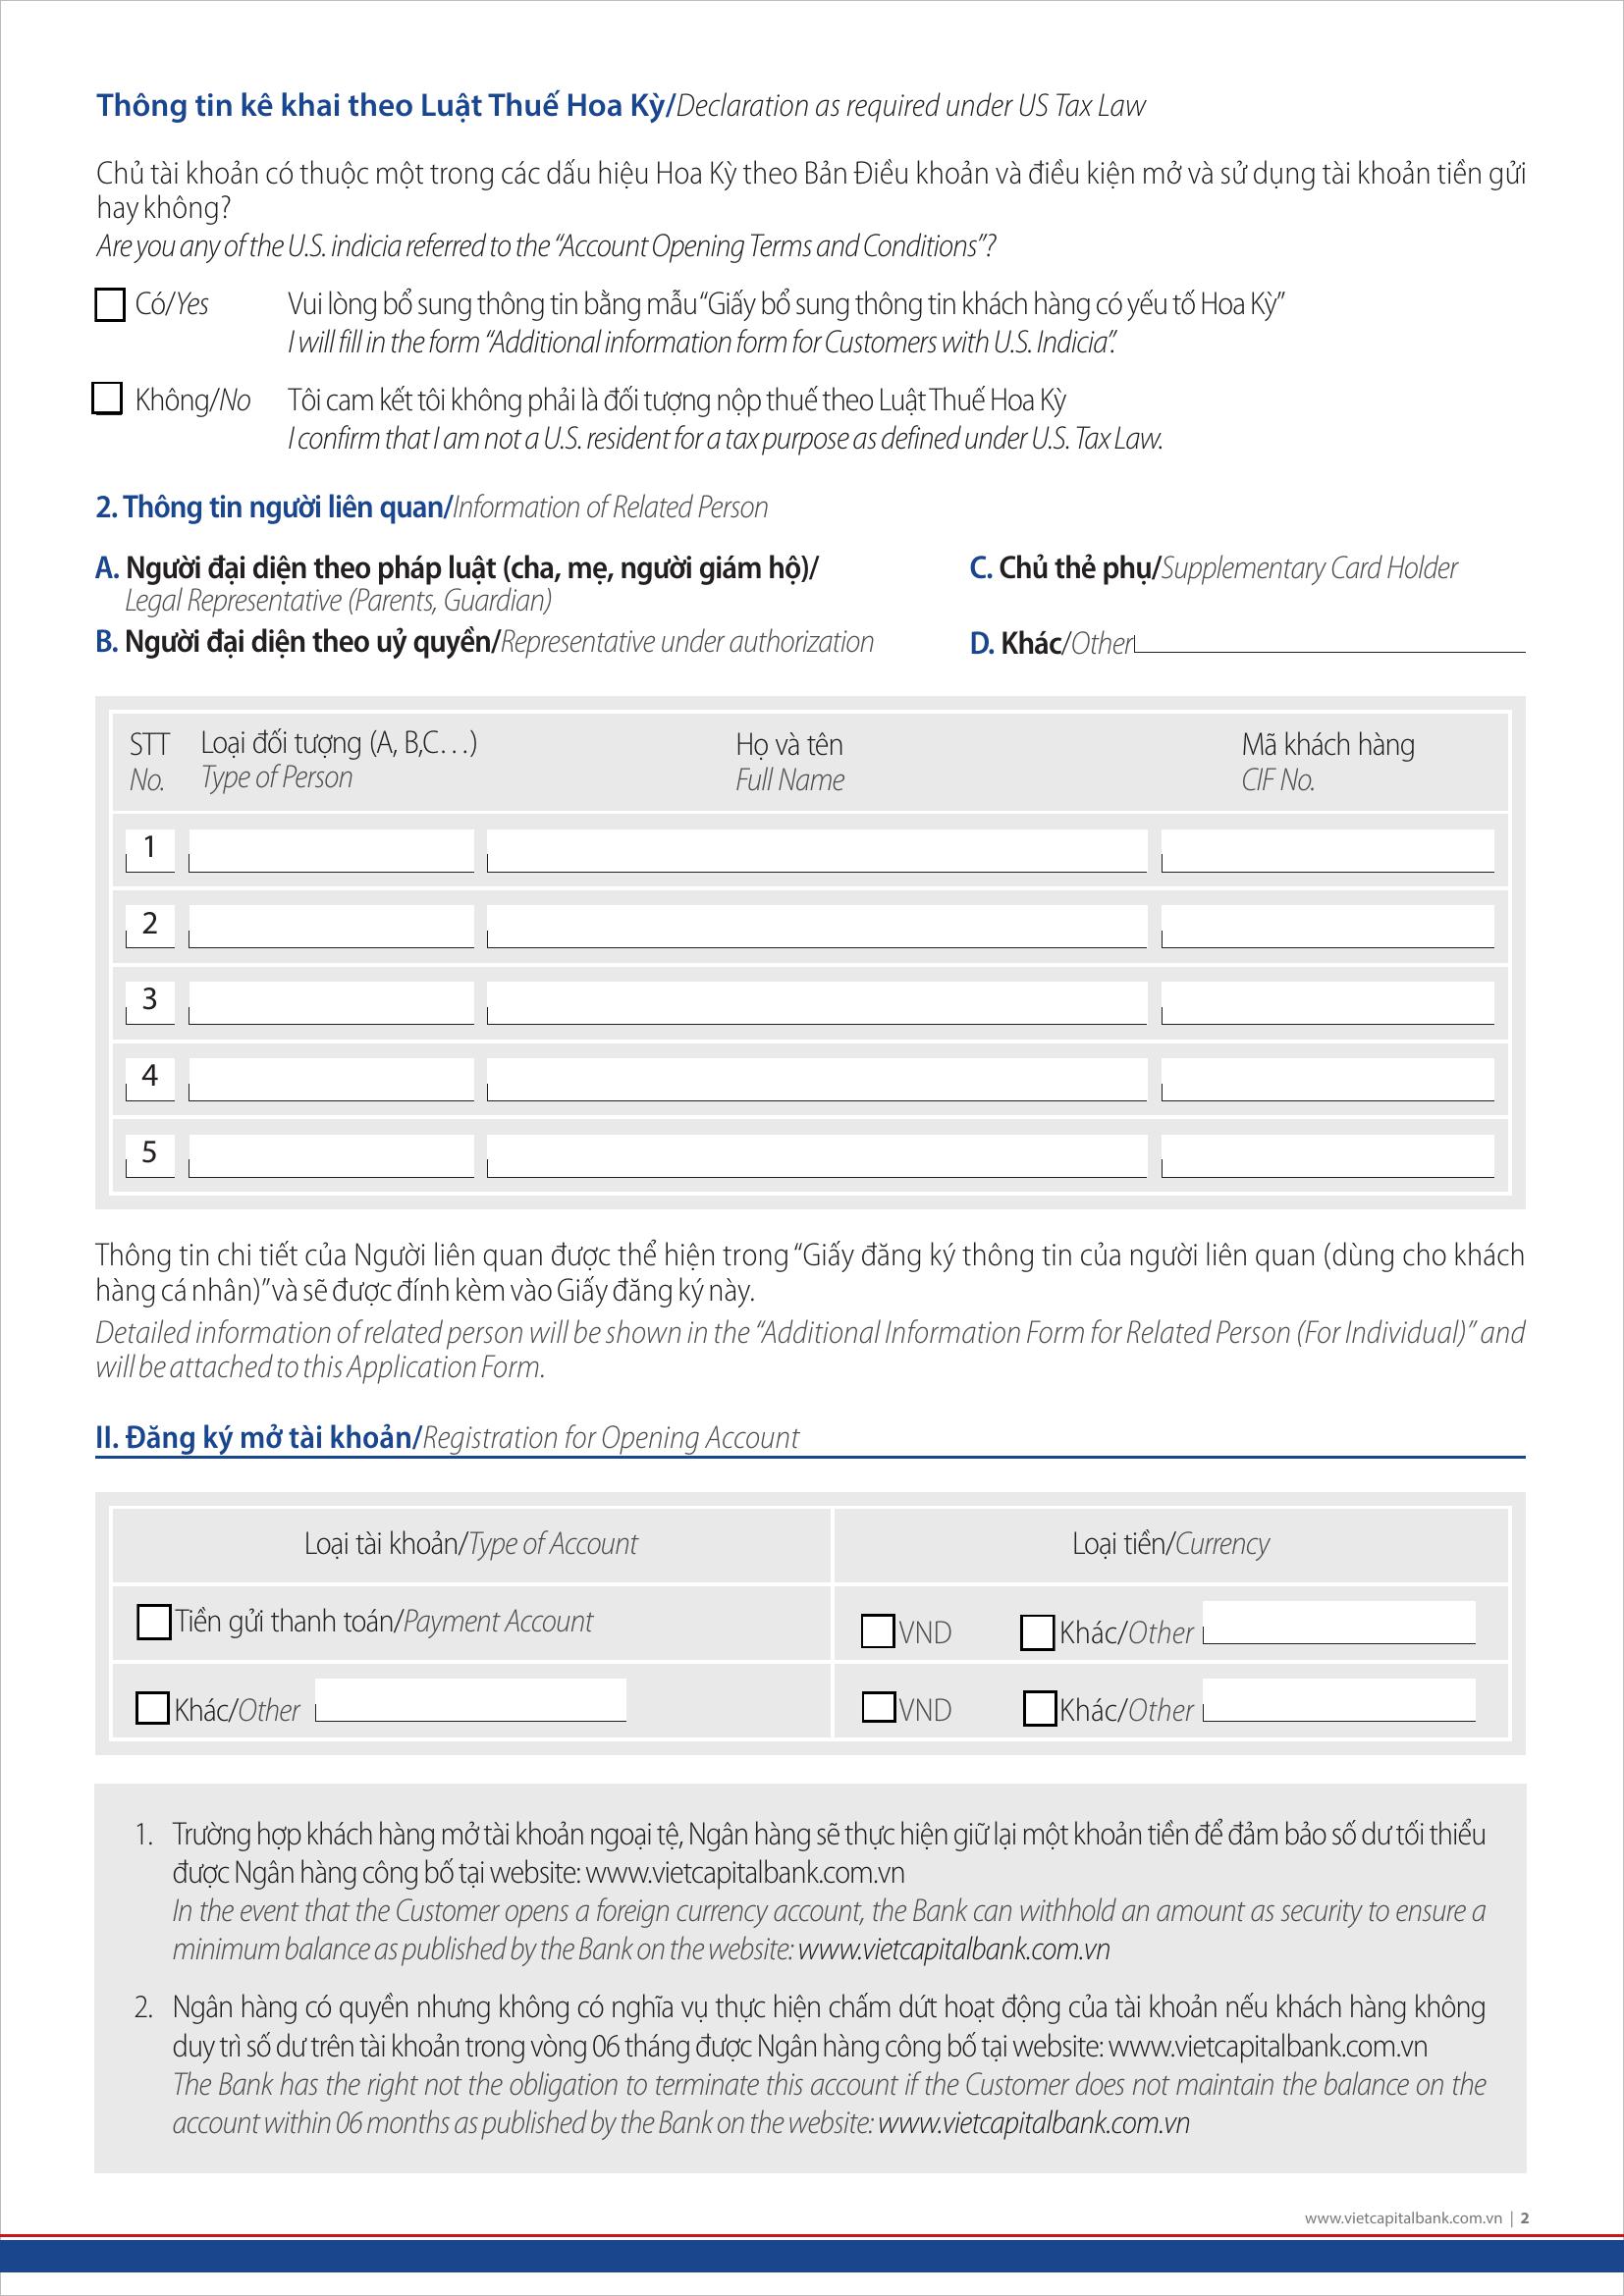 Thông tin kê khai theo Luật Thuế Hoa Kỳ/Declaration as required under US Tax Law
Chủ tài khoản có thuộc một trong các dấu hiệu Hoa Kỳ theo Bản Điều khoản và điều kiện mở và sử dụng tài khoản tiền gửi
hay không?
Are you any of the U.S. indicia referred to the “Account Opening Terms and Conditions”?
Có/Yes Vui lòng bổ sung thông tin bằng mẫu “Giấy bổ sung thông tin khách hàng có yếu tố Hoa Kỳ”
I will fill in the form “Additional information form for Customers with U.S. Indicia”.
Không/No Tôi cam kết tôi không phải là đối tượng nộp thuế theo Luật Thuế Hoa Kỳ
I confirm that I am not a U.S. resident for a tax purpose as defined under U.S. Tax Law.
2. Thông tin người liên quan/Information of Related Person
A. Người đại diện theo pháp luật (cha, mẹ, người giám hộ)/
Legal Representative (Parents, Guardian)
C. Chủ thẻ phụ/Supplementary Card Holder
B. Người đại diện theo uỷ quyền/Representative under authorization
D. Khác/Other
STT Loại đối tượng (A, B,C…) Họ và tên Mã khách hàng
No. Type of Person Full Name CIF No.
1
2
3
4
5
Thông tin chi tiết của Người liên quan được thể hiện trong “Giấy đăng ký thông tin của người liên quan (dùng cho khách
hàng cá nhân)” và sẽ được đính kèm vào Giấy đăng ký này.
Detailed information of related person will be shown in the “Additional Information Form for Related Person (For Individual)” and
will be attached to this Application Form.
II. Đăng ký mở tài khoản/Registration for Opening Account
Loại tài khoản/Type of Account Loại tiền/Currency
Tiền gửi thanh toán/Payment Account VND Khác/Other
Khác/Other VND Khác/Other
1. Trường hợp khách hàng mở tài khoản ngoại tệ, Ngân hàng sẽ thực hiện giữ lại một khoản tiền để đảm bảo số dư tối thiểu
được Ngân hàng công bố tại website: www.vietcapitalbank.com.vn
In the event that the Customer opens a foreign currency account, the Bank can withhold an amount as security to ensure a
minimum balance as published by the Bank on the website: www.vietcapitalbank.com.vn
2. Ngân hàng có quyền nhưng không có nghĩa vụ thực hiện chấm dứt hoạt động của tài khoản nếu khách hàng không
duy trì số dư trên tài khoản trong vòng 06 tháng được Ngân hàng công bố tại website: www.vietcapitalbank.com.vn
The Bank has the right not the obligation to terminate this account if the Customer does not maintain the balance on the
account within 06 months as published by the Bank on the website: www.vietcapitalbank.com.vn
www.vietcapitalbank.com.vn | 2